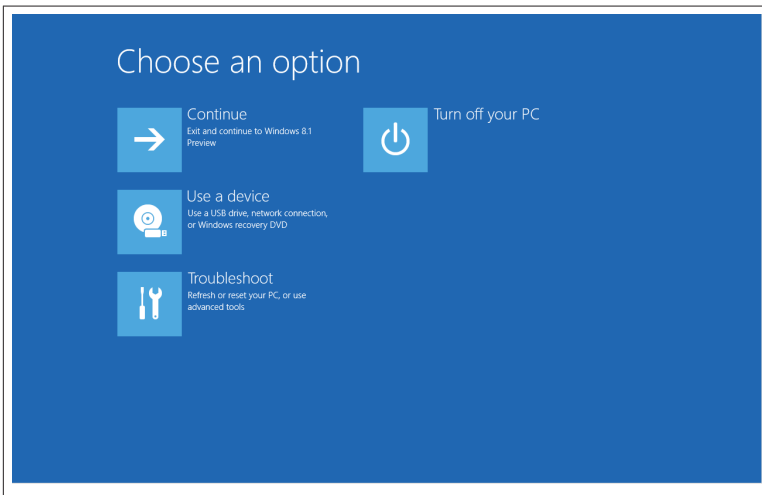 Choose an option
Continue
Exit and continue to Windows 8.1
Preview
Turn off your PC
Use a device
Use a USB drive, network connection,
or Windows recovery DVD
Troubleshoot
Refresh or reset your PC, or use
advanced tools